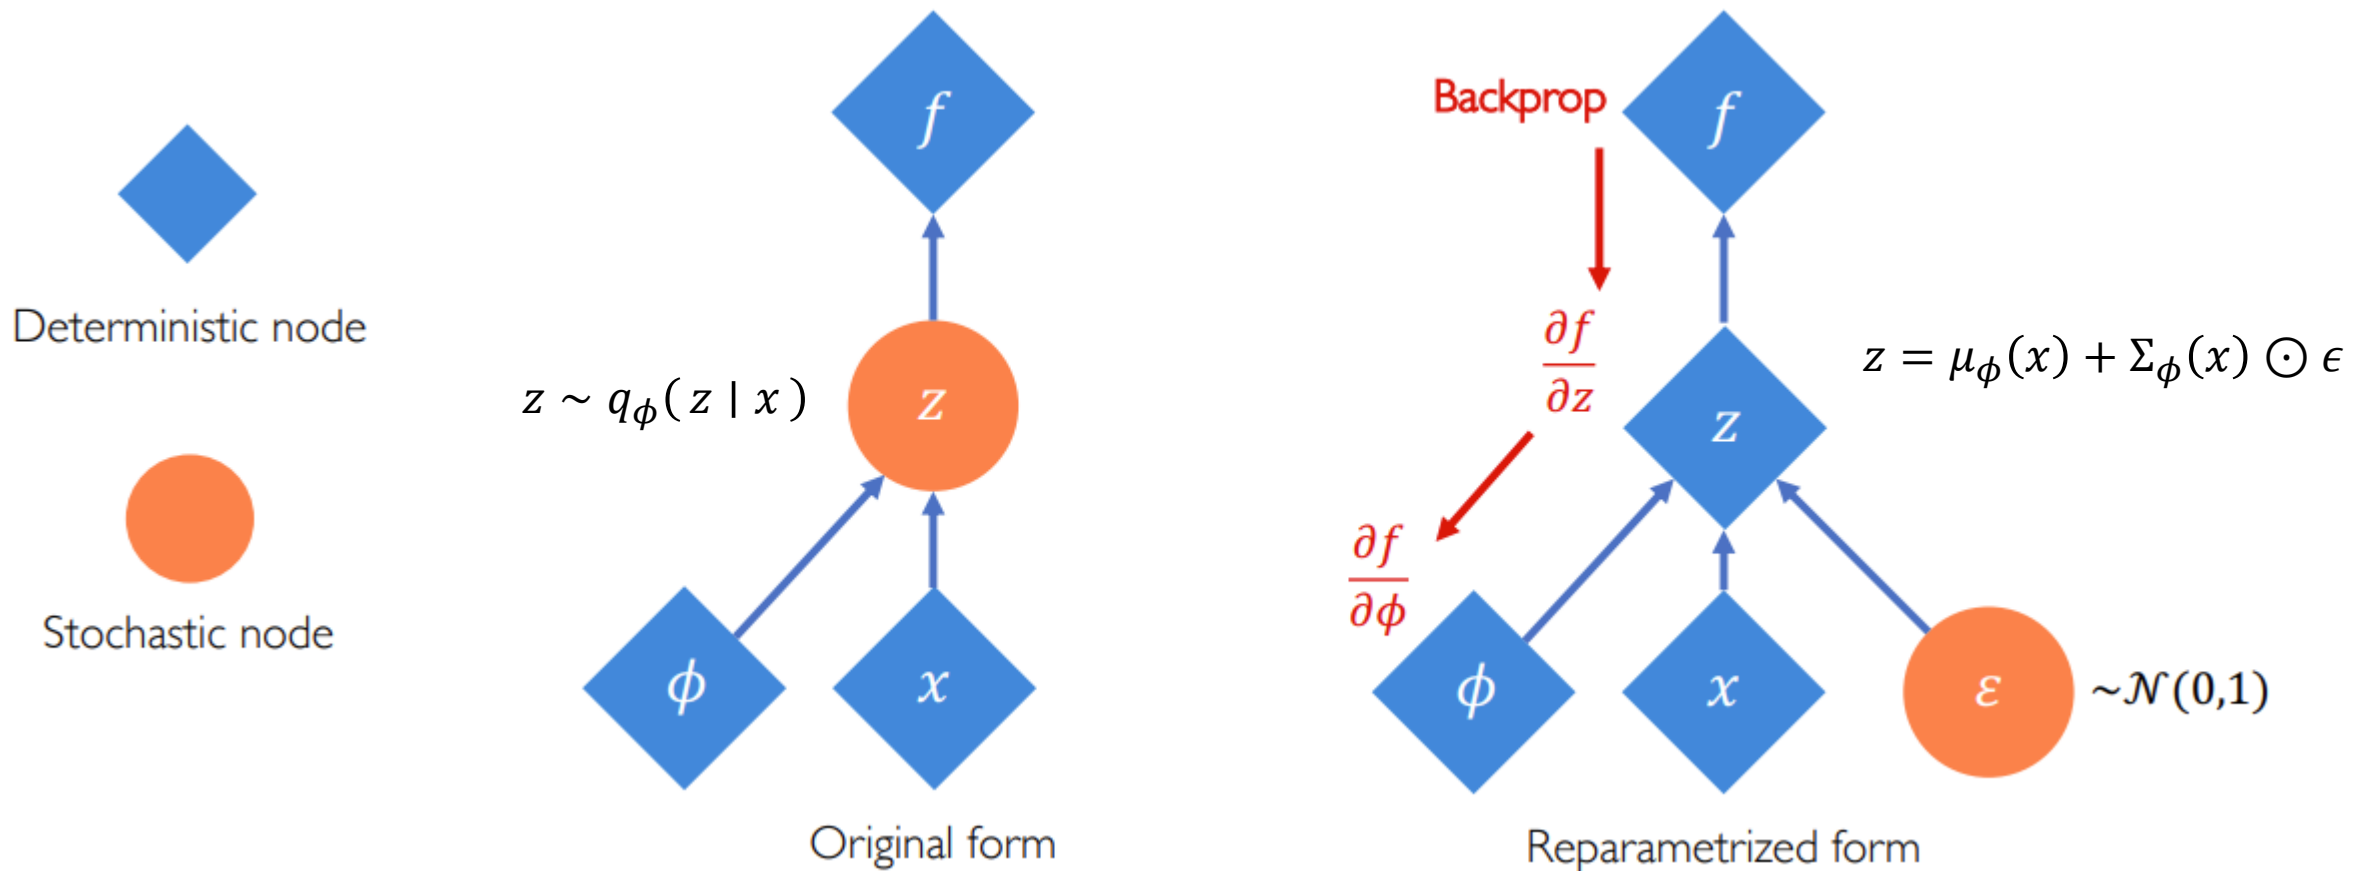 Deterministic node
Stochastic node
f
z ~ q_ϕ( z | x )
z
ϕ
x
Original form
Backprop
f
∂f
∂z
z = μ_ϕ(x) + Σ_ϕ(x) ⊙ ϵ
z
∂f
∂ϕ
ϕ
x
ε
~𝒩(0,1)
Reparametrized form